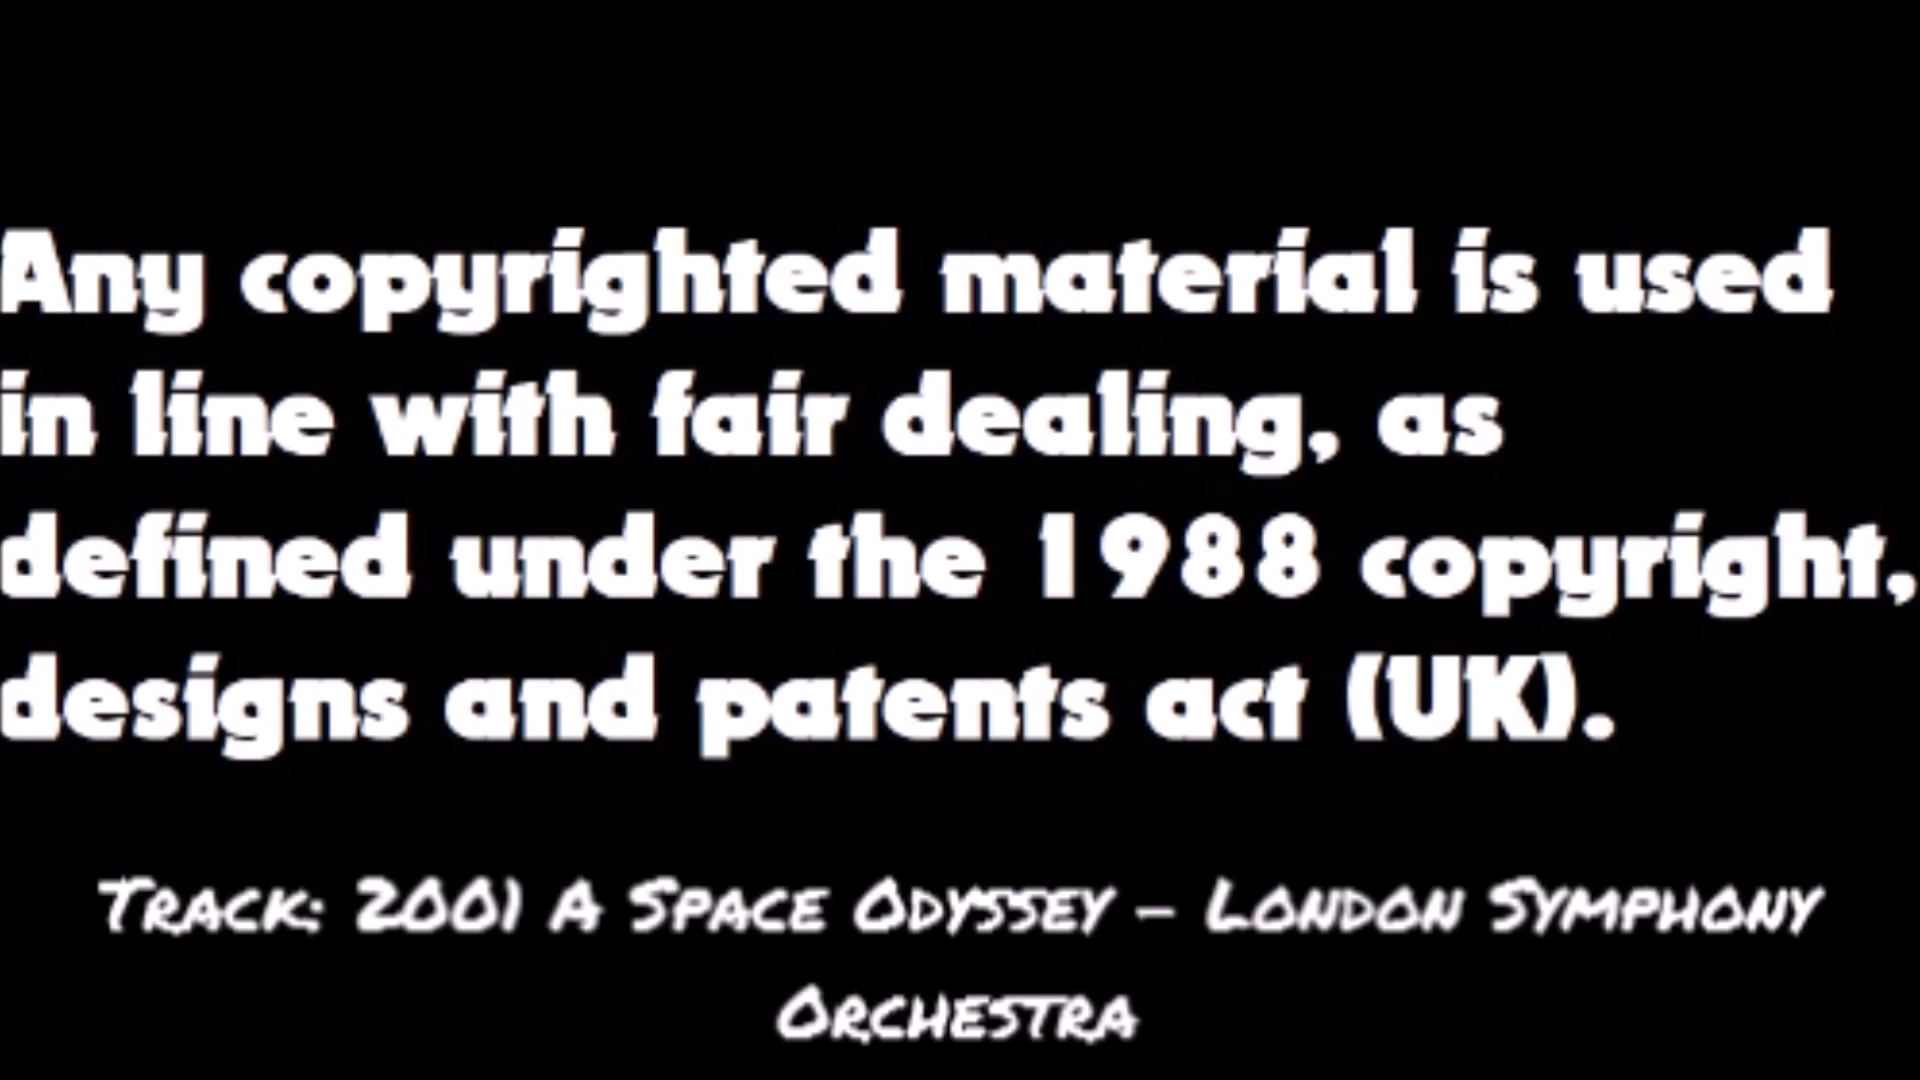 Any copyrighted material is used
in line with fair dealing, as
defined under the 1988 copyright,
designs and patents act (UK).
Track: 2001 A Space Odyssey - London Symphony
Orchestra